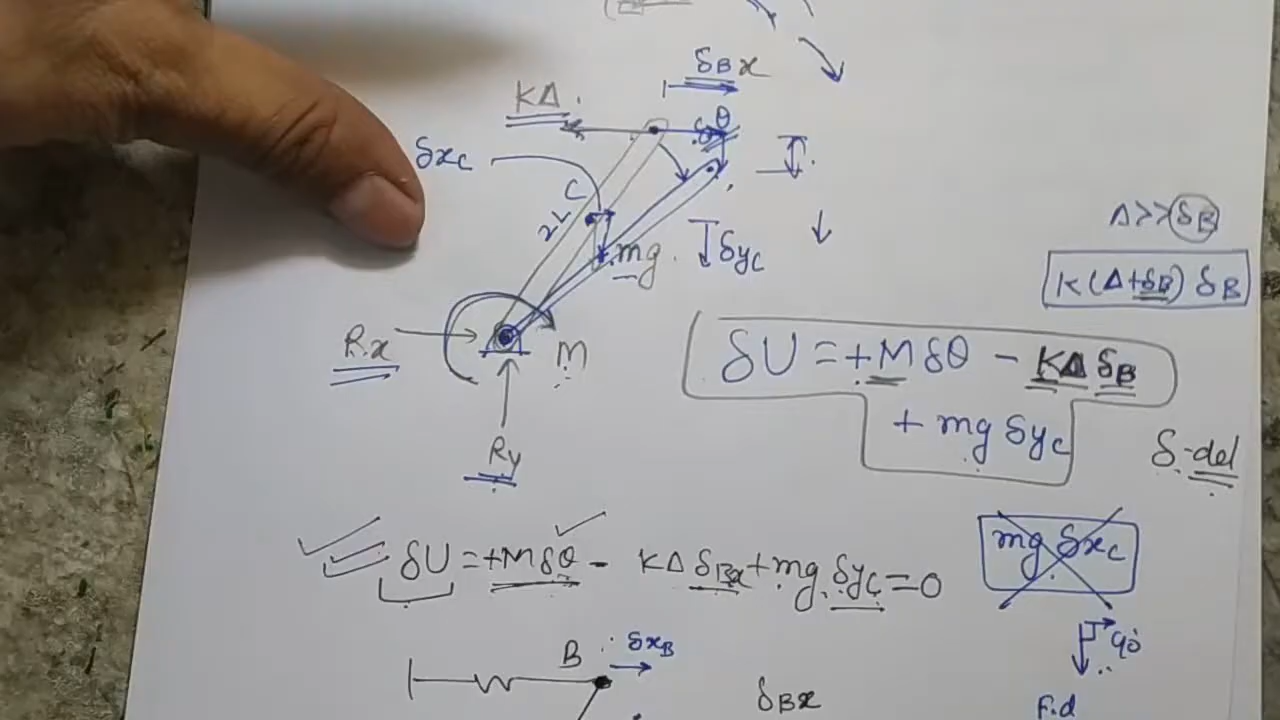 δBx
KΔ.
δθ
δxc
C
mg.
δyc
Δ>>δB
K(Δ+δB) δB
Rx
M
δU = +Mδθ - KΔ δB
+ mg δyc
Ry
δ-del
δU = +Mδθ - KΔ δBx + mg. δyc = 0
mg δxc
90°
B
δxB
δBx
F.d